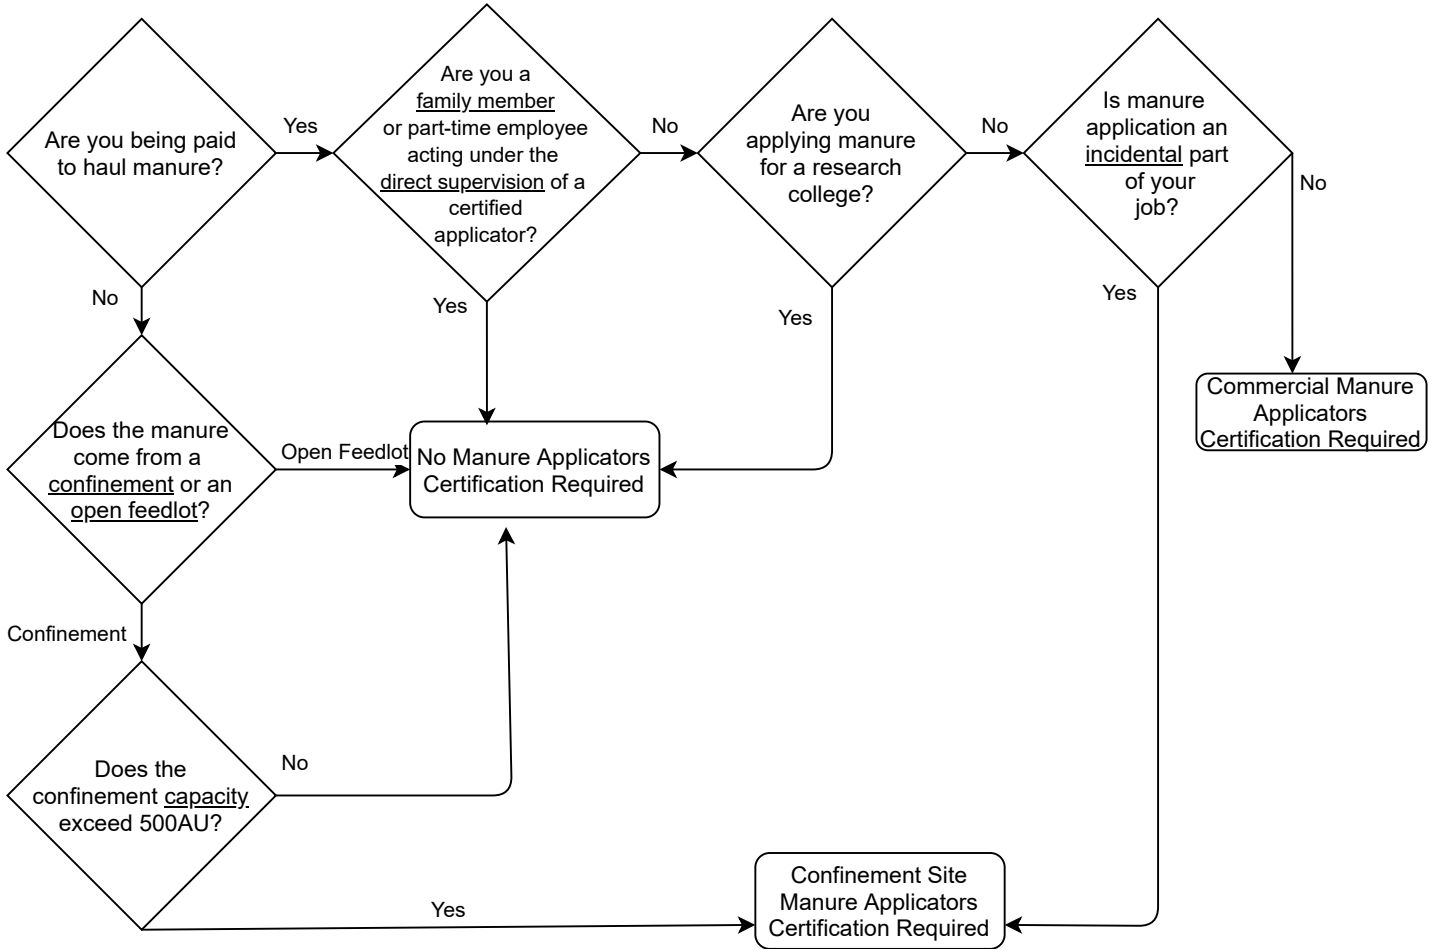 Are you being paid
to haul manure?
Yes
Are you a
family member
or part-time employee
acting under the
direct supervision of a
certified
applicator?
No
Are you
applying manure
for a research
college?
No
Is manure
application an
incidental part
of your
job?
No
No
Yes
Yes
Yes
Commercial Manure
Applicators
Certification Required
Does the manure
come from a
confinement or an
open feedlot?
Open Feedlot
No Manure Applicators
Certification Required
Confinement
Does the
confinement capacity
exceed 500AU?
No
Yes
Confinement Site
Manure Applicators
Certification Required